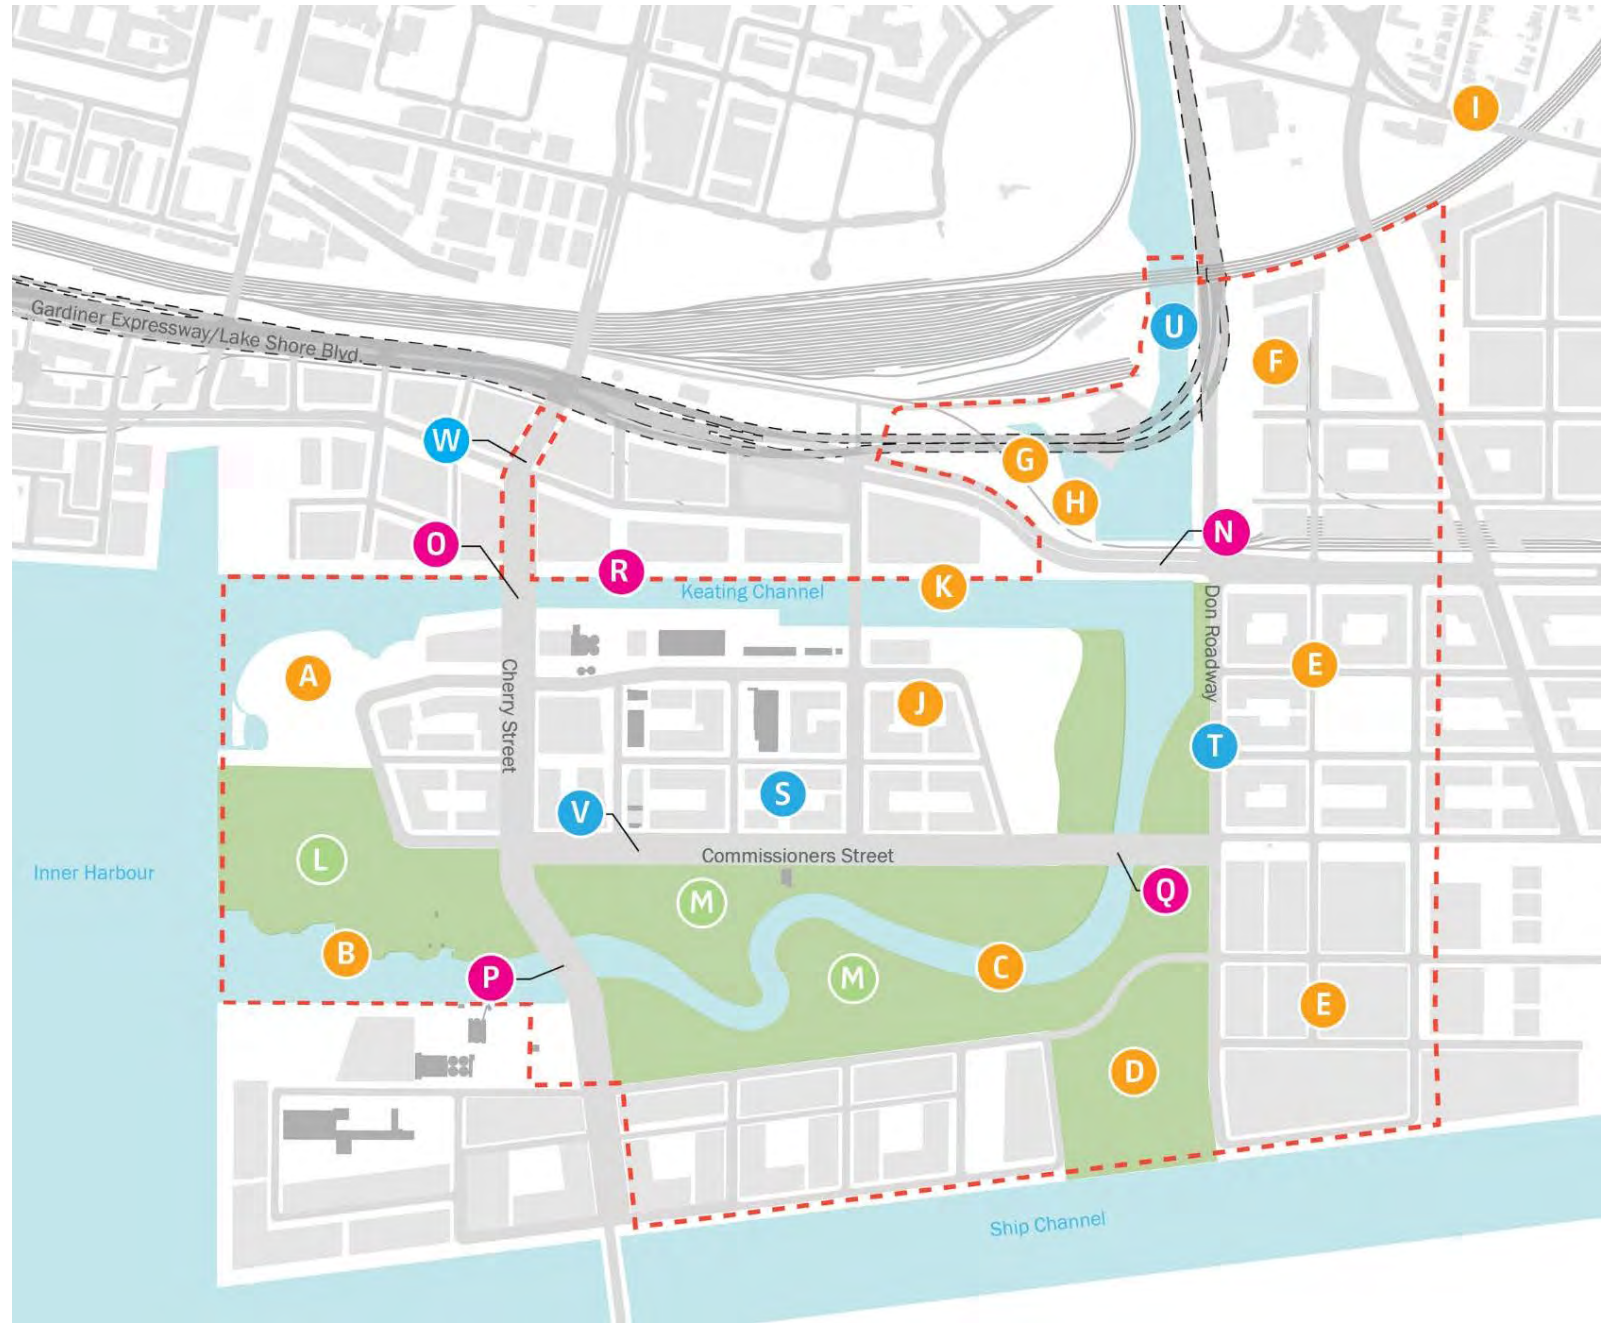 I
U
Gardiner Expressway/Lake Shore Blvd.
F
W
G
H
O
N
R
K
Keating Channel
Don Roadway
A
Cherry Street
E
J
T
S
V
Commissioners Street
L
Inner Harbour
M
Q
B
P
C
M
E
D
Ship Channel